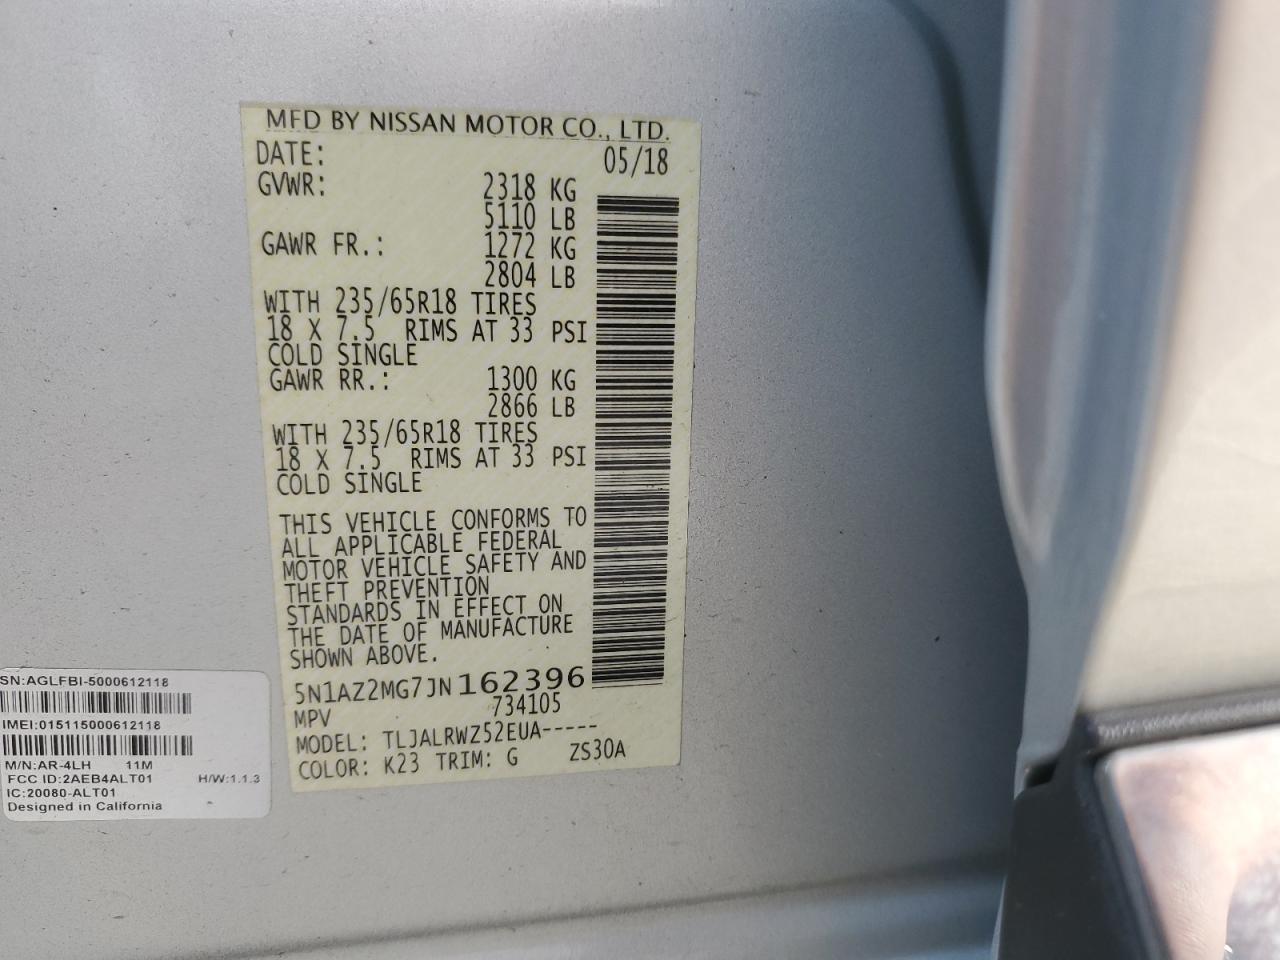 MFD BY NISSAN MOTOR CO., LTD.
DATE: 05/18
GVWR: 2318 KG
5110 LB
GAWR FR.: 1272 KG
2804 LB
WITH 235/65R18 TIRES
18 X 7.5 RIMS AT 33 PSI
COLD SINGLE
GAWR RR.: 1300 KG
2866 LB
WITH 235/65R18 TIRES
18 X 7.5 RIMS AT 33 PSI
COLD SINGLE
THIS VEHICLE CONFORMS TO
ALL APPLICABLE FEDERAL
MOTOR VEHICLE SAFETY AND
THEFT PREVENTION
STANDARDS IN EFFECT ON
THE DATE OF MANUFACTURE
SHOWN ABOVE.
5N1AZ2MG7JN162396
MPV 734105
MODEL: TLJALRWZ52EUA-----
COLOR: K23 TRIM: G ZS30A
SN:AGLFBI-5000612118
IMEI:015115000612118
M/N:AR-4LH 11M
FCC ID:2AEB4ALT01 H/W:1.1.3
IC:20080-ALT01
Designed in California